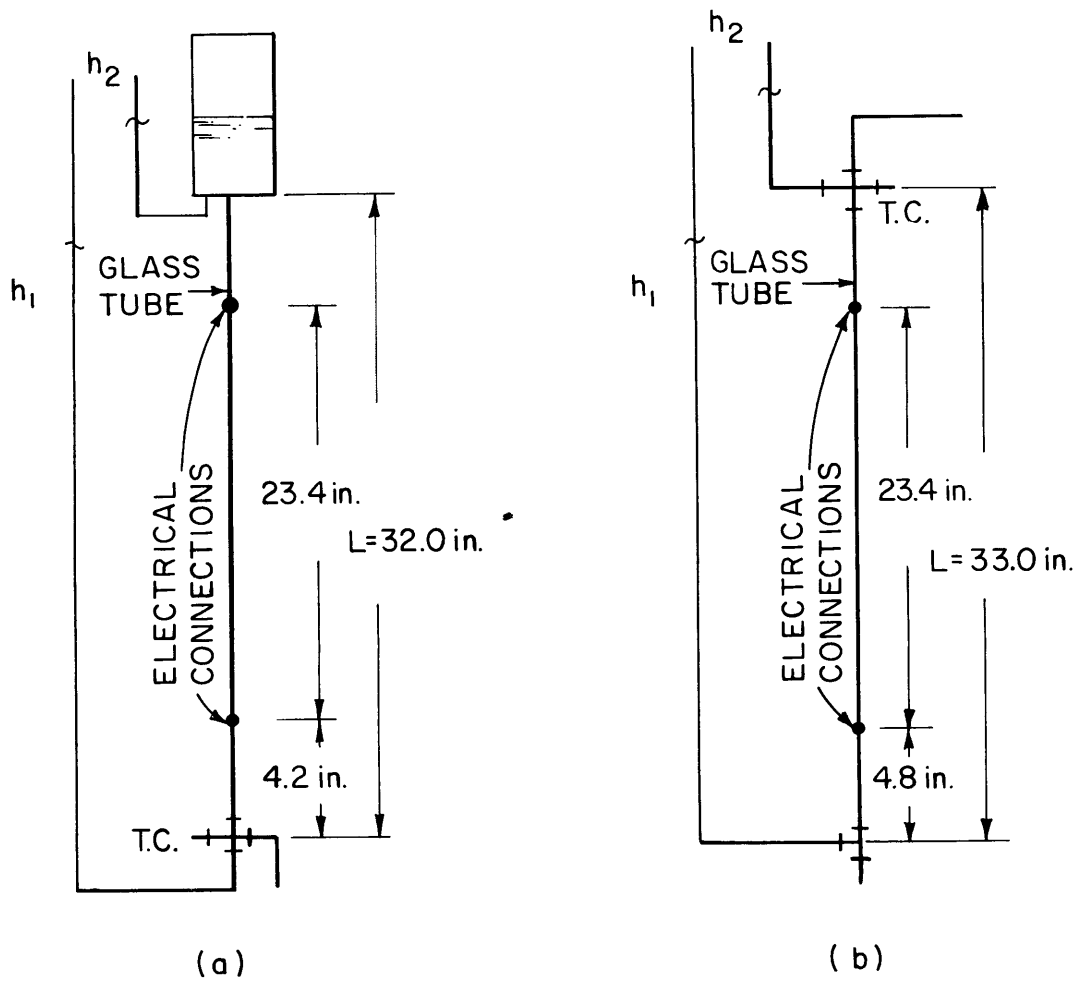 h2
h1
GLASS
TUBE
ELECTRICAL
CONNECTIONS
23.4 in.
L=32.0 in.
4.2 in.
T.C.
(a)
h2
T.C.
h1
GLASS
TUBE
ELECTRICAL
CONNECTIONS
23.4 in.
L=33.0 in.
4.8 in.
(b)